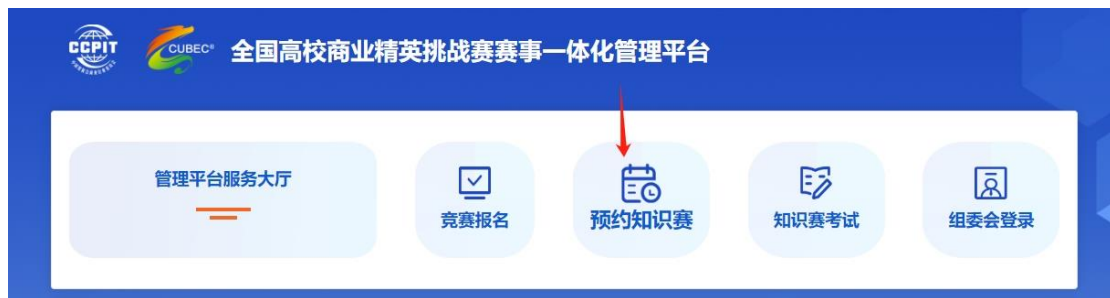 CCPIT
CUBEC®
全国高校商业精英挑战赛赛事一体化管理平台
管理平台服务大厅
竞赛报名
预约知识赛
知识赛考试
组委会登录